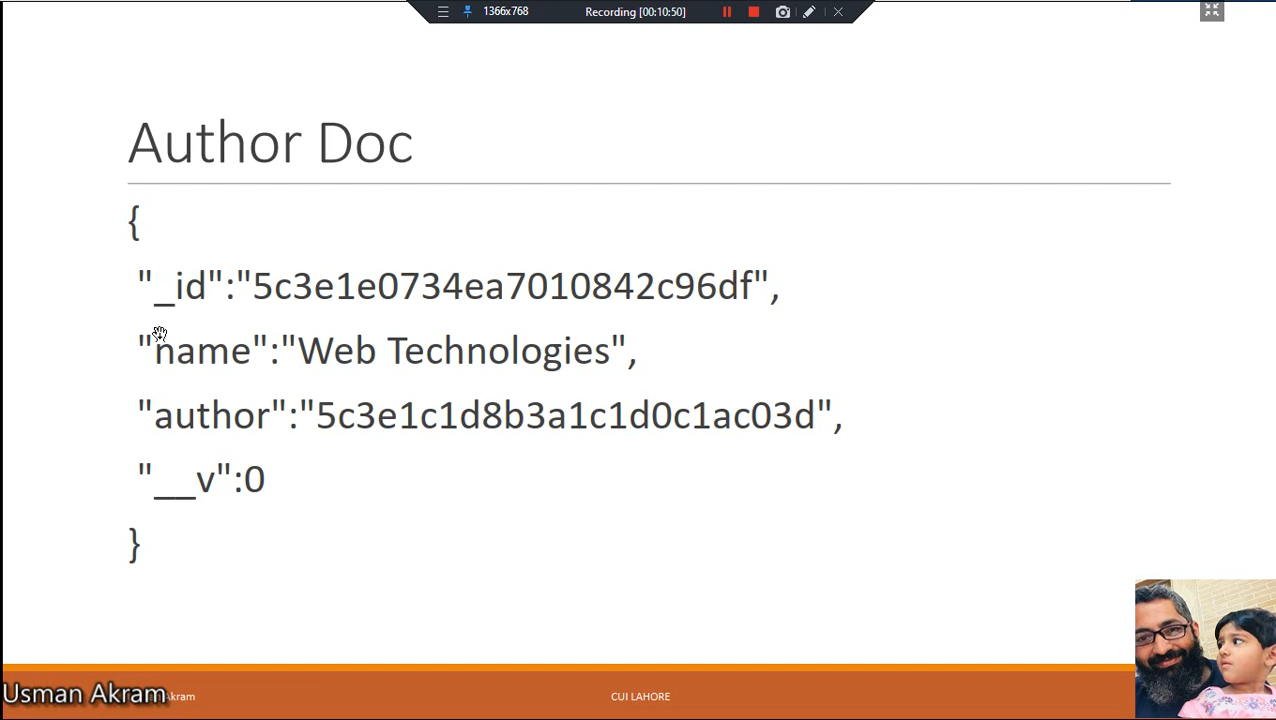 1366x768 Recording [00:10:50]
Author Doc
{
"_id":"5c3e1e0734ea7010842c96df",
"name":"Web Technologies",
"author":"5c3e1c1d8b3a1c1d0c1ac03d",
"__v":0
}
Usman Akram
Akram
CUI LAHORE